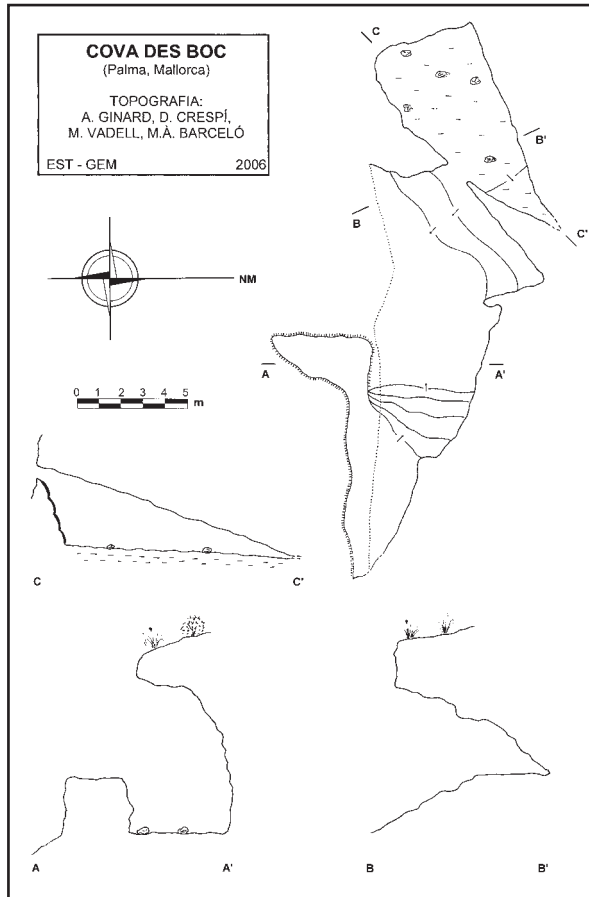 COVA DES BOC
(Palma, Mallorca)
TOPOGRAFIA:
A. GINARD, D. CRESPÍ,
M. VADELL, M.À. BARCELÓ
EST - GEM 2006
C
B'
B
C'
NM
A A'
0 1 2 3 4 5
m
C C'
A A' B B'